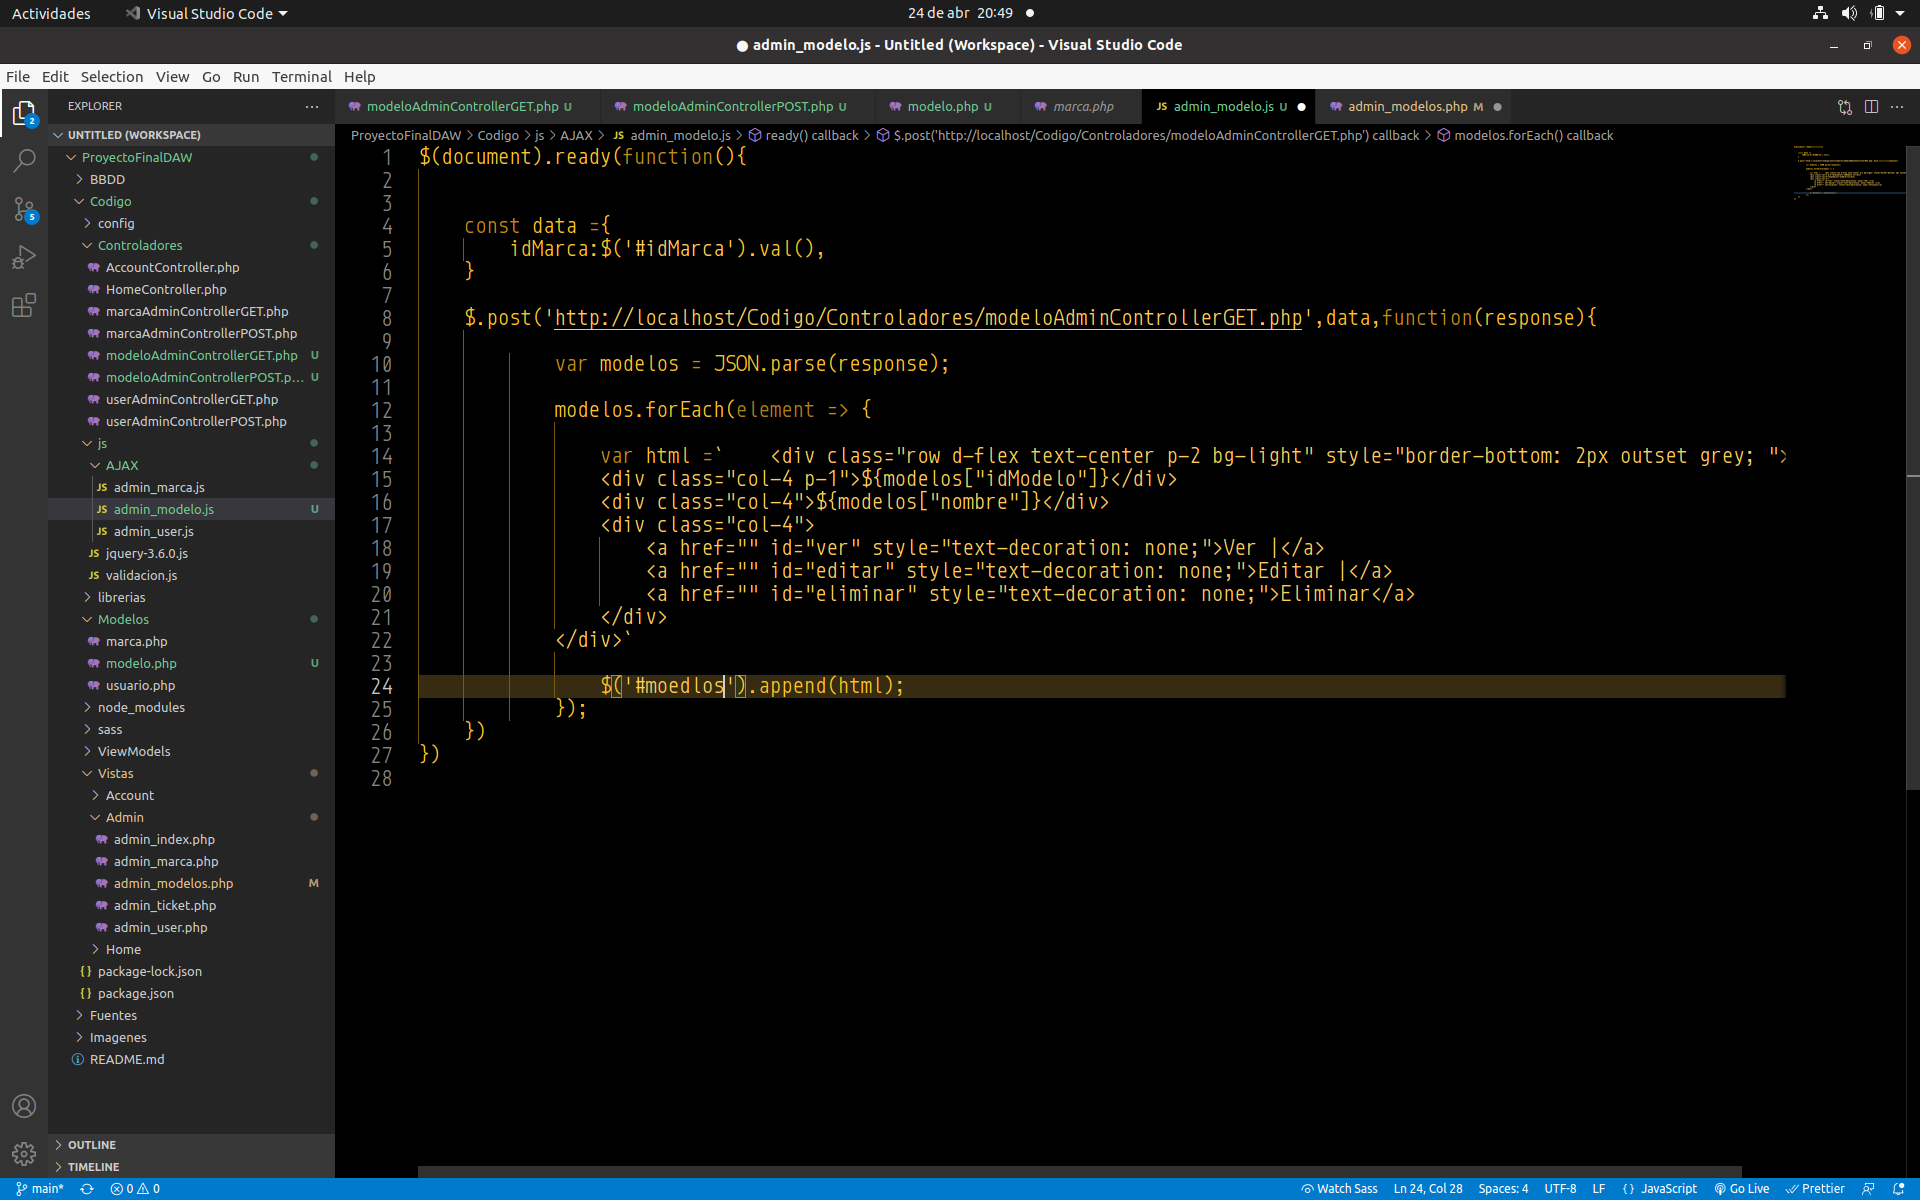 Actividades
Visual Studio Code
24 de abr 20:49
● admin_modelo.js - Untitled (Workspace) - Visual Studio Code
File Edit Selection View Go Run Terminal Help
EXPLORER
UNTITLED (WORKSPACE)
ProyectoFinalDAW
BBDD
Codigo
config
Controladores
AccountController.php
HomeController.php
marcaAdminControllerGET.php
marcaAdminControllerPOST.php
modeloAdminControllerGET.php U
modeloAdminControllerPOST.p... U
userAdminControllerGET.php
userAdminControllerPOST.php
js
AJAX
JS admin_marca.js
JS admin_modelo.js U
JS admin_user.js
JS jquery-3.6.0.js
JS validacion.js
librerias
Modelos
marca.php
modelo.php U
usuario.php
node_modules
sass
ViewModels
Vistas
Account
Admin
admin_index.php
admin_marca.php
admin_modelos.php M
admin_ticket.php
admin_user.php
Home
{} package-lock.json
{} package.json
Fuentes
Imagenes
README.md
OUTLINE
TIMELINE
2
5
modeloAdminControllerGET.php U
modeloAdminControllerPOST.php U
modelo.php U
marca.php
JS admin_modelo.js U ●
admin_modelos.php M ●
ProyectoFinalDAW > Codigo > js > AJAX > JS admin_modelo.js > ready() callback > $.post('http://localhost/Codigo/Controladores/modeloAdminControllerGET.php') callback > modelos.forEach() callback
1 $(document).ready(function(){
2
3
4 const data ={
5 idMarca:$('#idMarca').val(),
6 }
7
8 $.post('http://localhost/Codigo/Controladores/modeloAdminControllerGET.php',data,function(response){
9
10 var modelos = JSON.parse(response);
11
12 modelos.forEach(element => {
13
14 var html =`    <div class="row d-flex text-center p-2 bg-light" style="border-bottom: 2px outset grey; ">
15 <div class="col-4 p-1">${modelos["idModelo"]}</div>
16 <div class="col-4">${modelos["nombre"]}</div>
17 <div class="col-4">
18 <a href="" id="ver" style="text-decoration: none;">Ver |</a>
19 <a href="" id="editar" style="text-decoration: none;">Editar |</a>
20 <a href="" id="eliminar" style="text-decoration: none;">Eliminar</a>
21 </div>
22 </div>`
23
24 $('#moedlos').append(html);
25 });
26 })
27 })
28
main* 0 0
Watch Sass
Ln 24, Col 28
Spaces: 4
UTF-8
LF
{} JavaScript
Go Live
Prettier